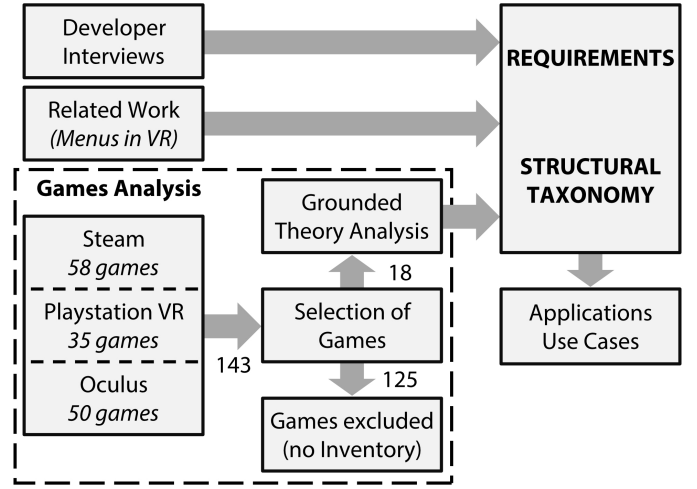 Developer
Interviews
Related Work
(Menus in VR)
REQUIREMENTS
STRUCTURAL
TAXONOMY
Games Analysis
Steam
58 games
Playstation VR
35 games
Oculus
50 games
143
Grounded
Theory Analysis
18
Selection of
Games
125
Games excluded
(no Inventory)
Applications
Use Cases